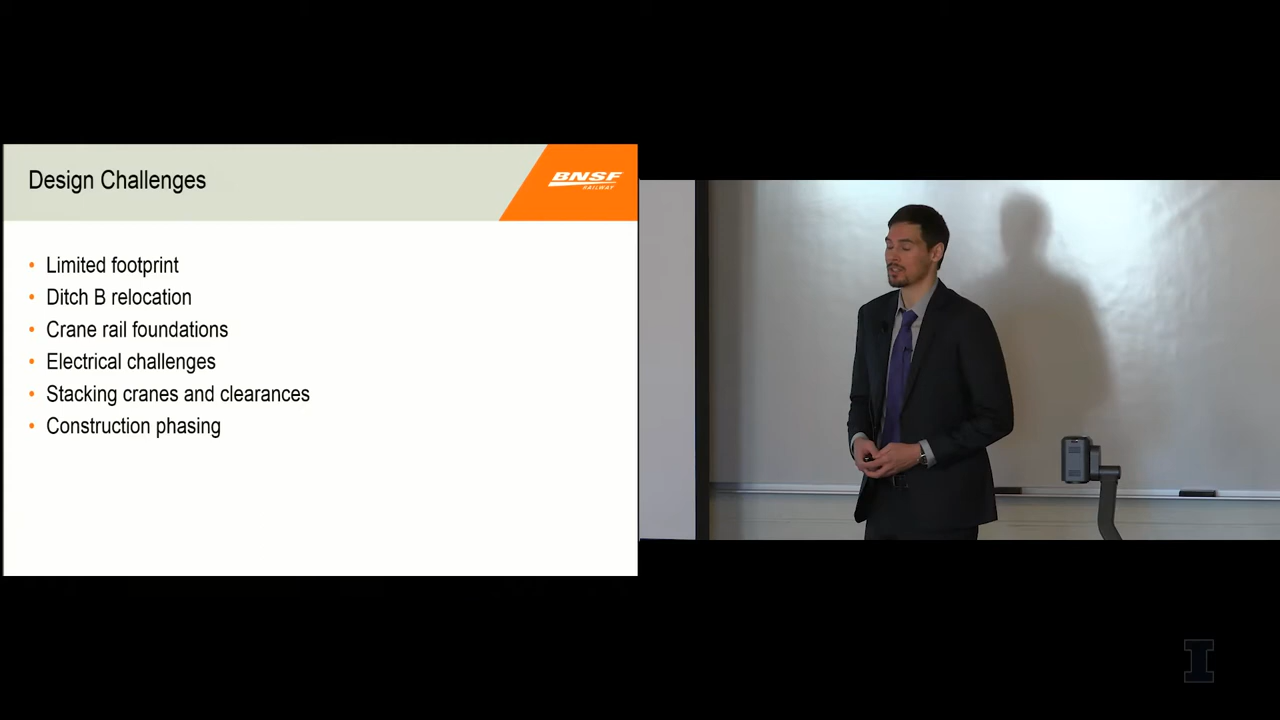 Design Challenges
BNSF
RAILWAY
• Limited footprint
• Ditch B relocation
• Crane rail foundations
• Electrical challenges
• Stacking cranes and clearances
• Construction phasing
I